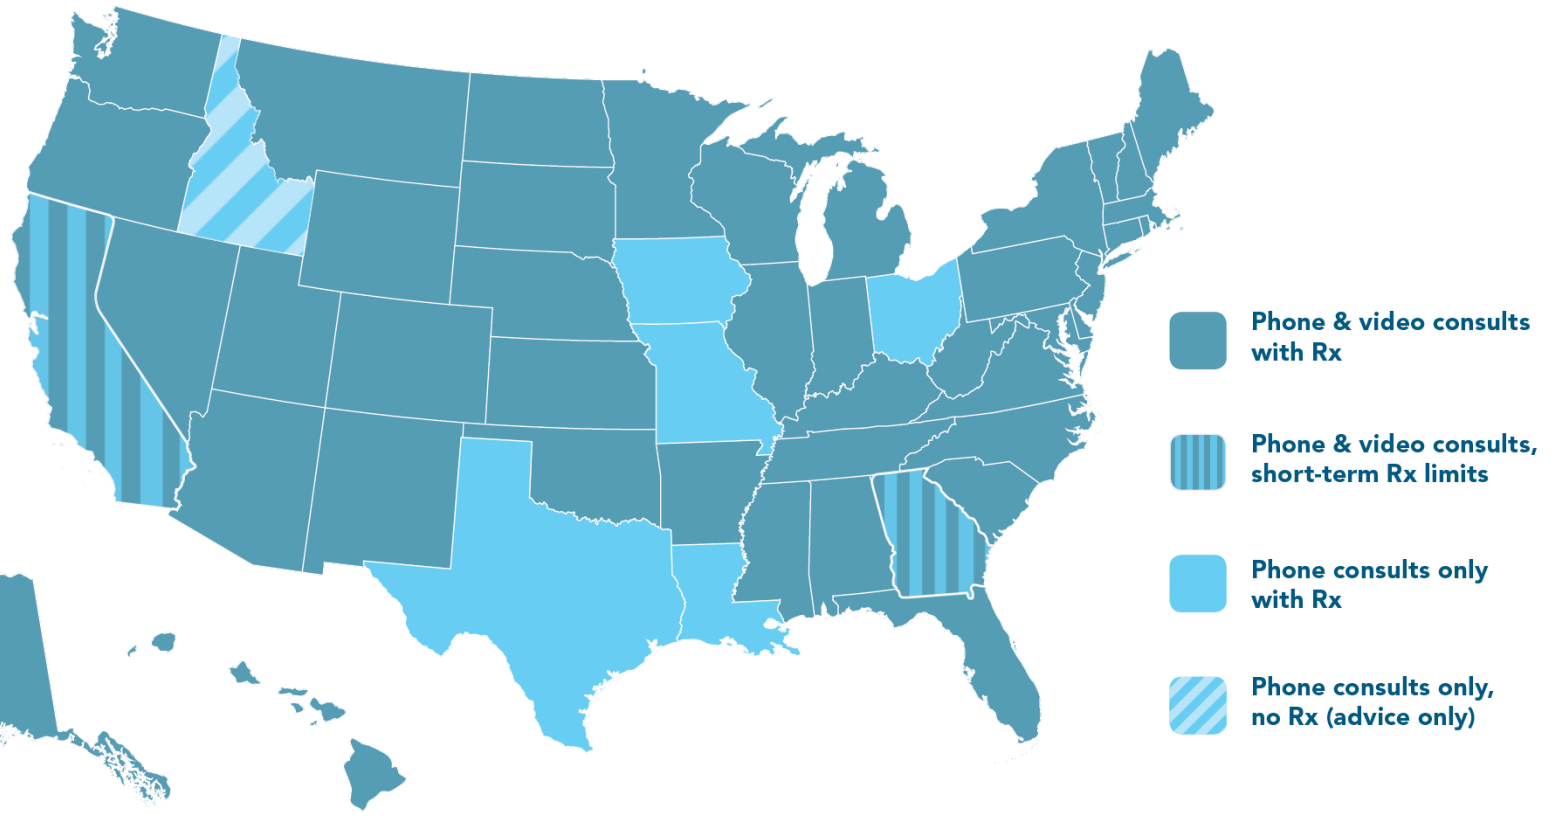 Phone & video consults
with Rx
Phone & video consults,
short-term Rx limits
Phone consults only
with Rx
Phone consults only,
no Rx (advice only)